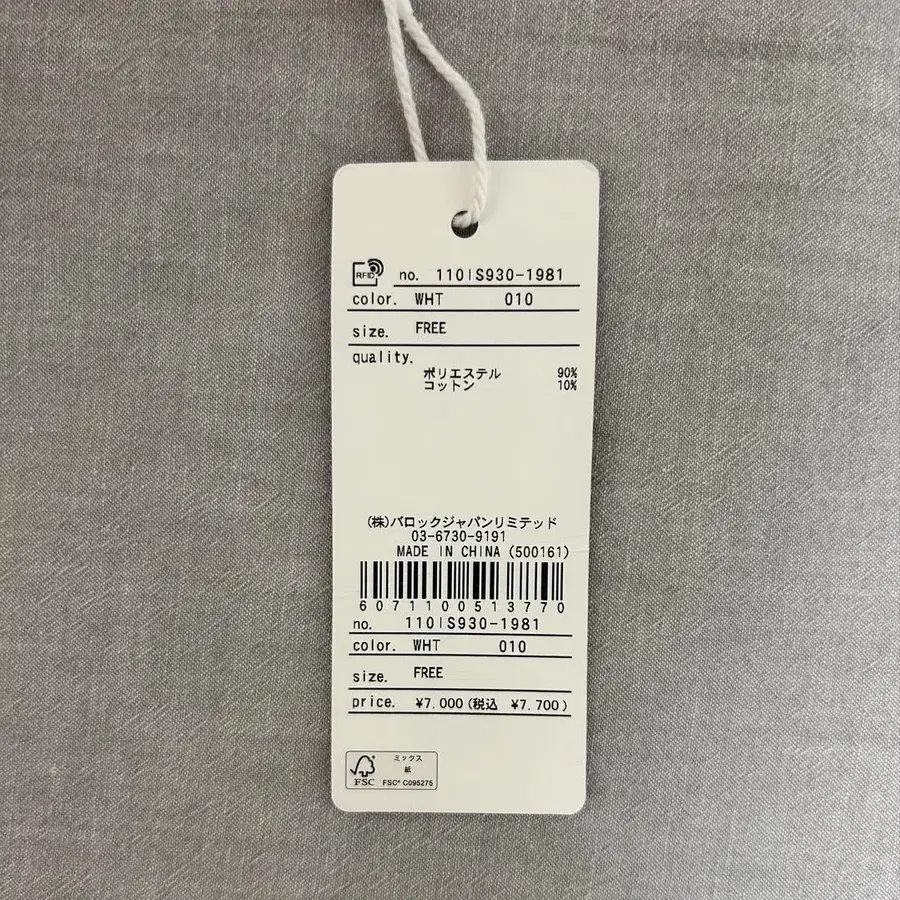 RFID
no. 110IS930-1981
color. WHT 010
size. FREE
quality.
ポリエステル 90%
コットン 10%
(株)バロックジャパンリミテッド
03-6730-9191
MADE IN CHINA (500161)
6071100513770
no. 110IS930-1981
color. WHT 010
size. FREE
price. ¥7,000(税込 ¥7,700)
ミックス
紙
FSC FSC® C095275